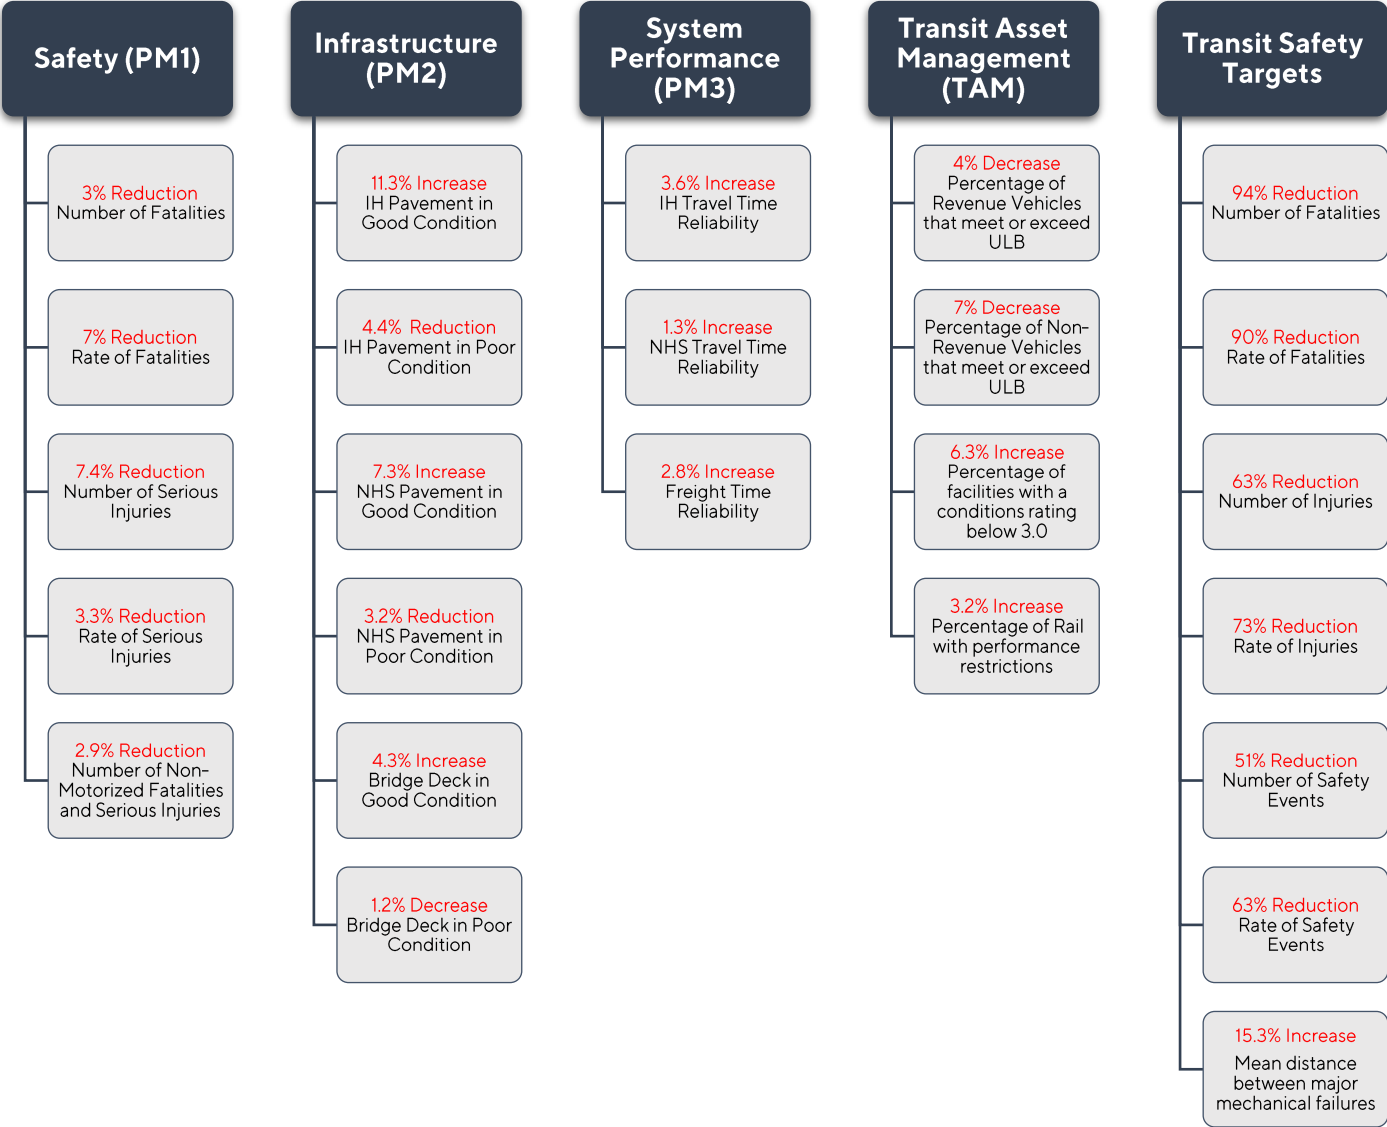 Safety (PM1)
3% Reduction
Number of Fatalities
7% Reduction
Rate of Fatalities
7.4% Reduction
Number of Serious
Injuries
3.3% Reduction
Rate of Serious
Injuries
2.9% Reduction
Number of Non-
Motorized Fatalities
and Serious Injuries
Infrastructure
(PM2)
11.3% Increase
IH Pavement in
Good Condition
4.4% Reduction
IH Pavement in Poor
Condition
7.3% Increase
NHS Pavement in
Good Condition
3.2% Reduction
NHS Pavement in
Poor Condition
4.3% Increase
Bridge Deck in
Good Condition
1.2% Decrease
Bridge Deck in Poor
Condition
System
Performance
(PM3)
3.6% Increase
IH Travel Time
Reliability
1.3% Increase
NHS Travel Time
Reliability
2.8% Increase
Freight Time
Reliability
Transit Asset
Management
(TAM)
4% Decrease
Percentage of
Revenue Vehicles
that meet or exceed
ULB
7% Decrease
Percentage of Non-
Revenue Vehicles
that meet or exceed
ULB
6.3% Increase
Percentage of
facilities with a
conditions rating
below 3.0
3.2% Increase
Percentage of Rail
with performance
restrictions
Transit Safety
Targets
94% Reduction
Number of Fatalities
90% Reduction
Rate of Fatalities
63% Reduction
Number of Injuries
73% Reduction
Rate of Injuries
51% Reduction
Number of Safety
Events
63% Reduction
Rate of Safety
Events
15.3% Increase
Mean distance
between major
mechanical failures